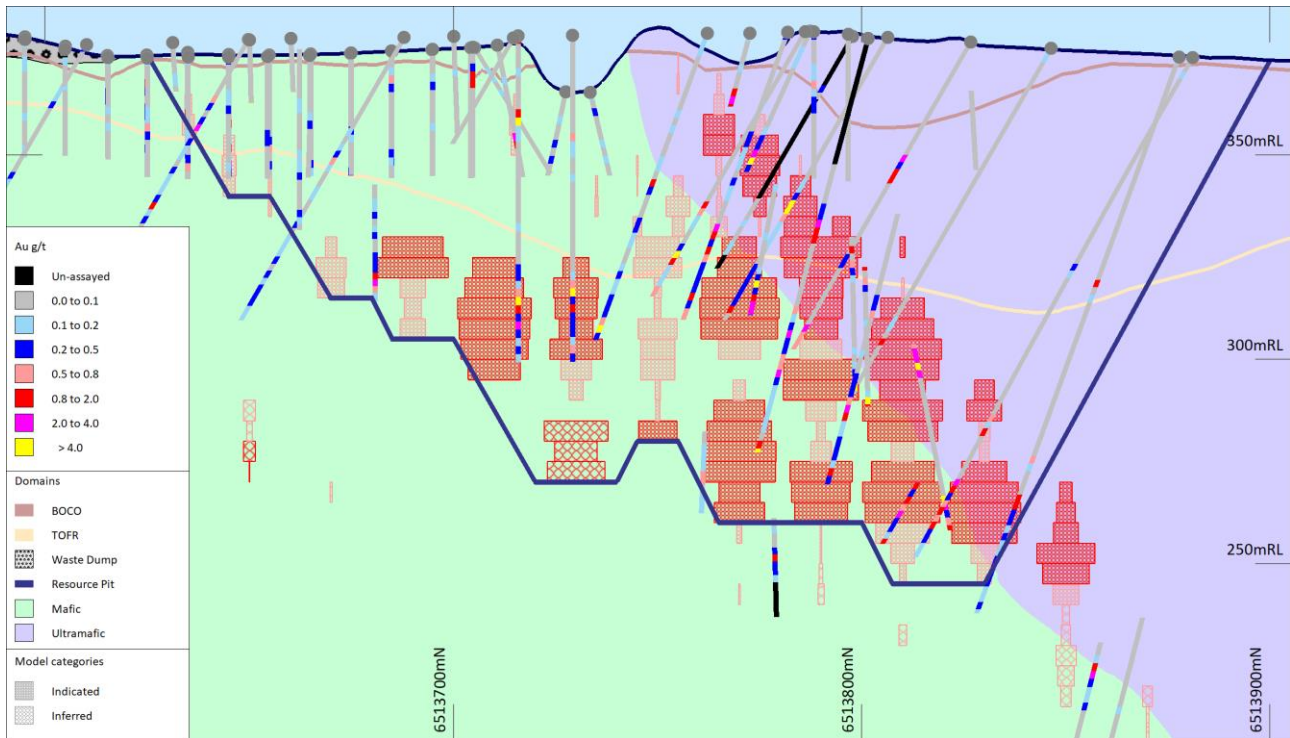 350mRL
300mRL
250mRL
6513700mN
6513800mN
6513900mN
Au g/t
Un-assayed
0.0 to 0.1
0.1 to 0.2
0.2 to 0.5
0.5 to 0.8
0.8 to 2.0
2.0 to 4.0
> 4.0
Domains
BOCO
TOFR
Waste Dump
Resource Pit
Mafic
Ultramafic
Model categories
Indicated
Inferred